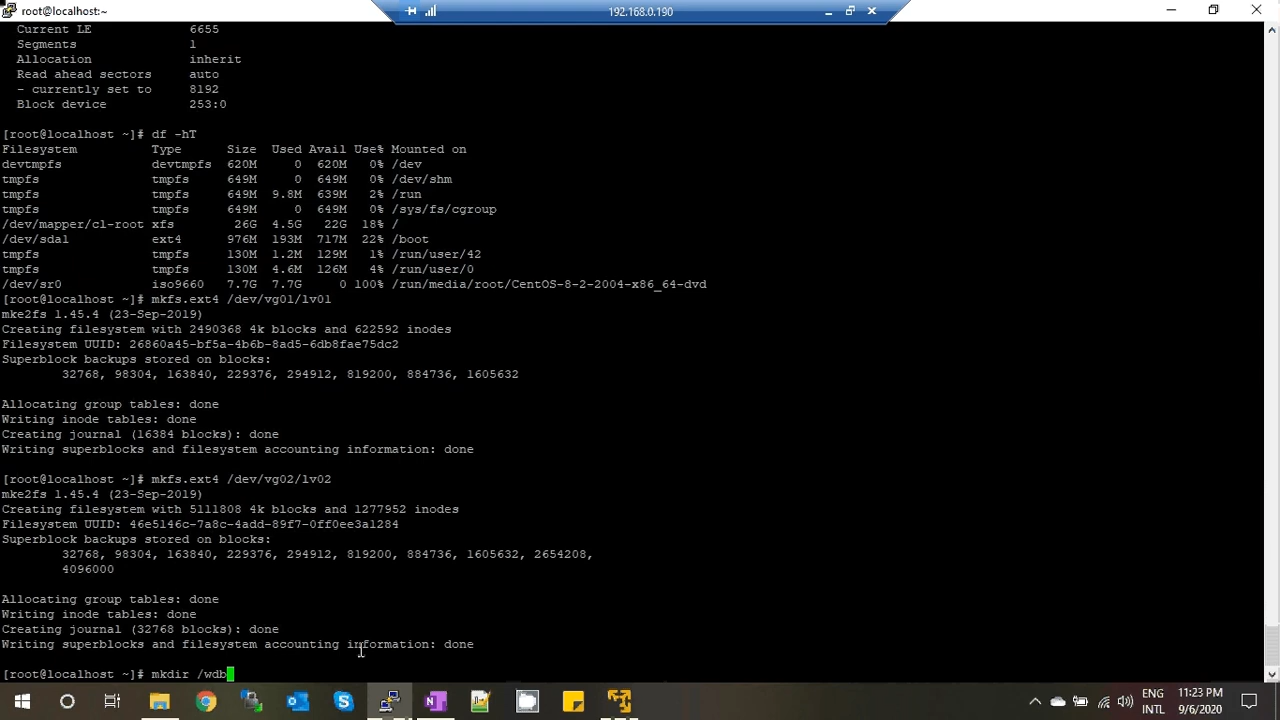 root@localhost:~
192.168.0.190
Current LE 6655
Segments 1
Allocation inherit
Read ahead sectors auto
- currently set to 8192
Block device 253:0
[root@localhost ~]# df -hT
Filesystem Type Size Used Avail Use% Mounted on
devtmpfs devtmpfs 620M 0 620M 0% /dev
tmpfs tmpfs 649M 0 649M 0% /dev/shm
tmpfs tmpfs 649M 9.8M 639M 2% /run
tmpfs tmpfs 649M 0 649M 0% /sys/fs/cgroup
/dev/mapper/cl-root xfs 26G 4.5G 22G 18% /
/dev/sda1 ext4 976M 193M 717M 22% /boot
tmpfs tmpfs 130M 1.2M 129M 1% /run/user/42
tmpfs tmpfs 130M 4.6M 126M 4% /run/user/0
/dev/sr0 iso9660 7.7G 7.7G 0 100% /run/media/root/CentOS-8-2-2004-x86_64-dvd
[root@localhost ~]# mkfs.ext4 /dev/vg01/lv01
mke2fs 1.45.4 (23-Sep-2019)
Creating filesystem with 2490368 4k blocks and 622592 inodes
Filesystem UUID: 26860a45-bf5a-4b6b-8ad5-6db8fae75dc2
Superblock backups stored on blocks:
32768, 98304, 163840, 229376, 294912, 819200, 884736, 1605632
Allocating group tables: done
Writing inode tables: done
Creating journal (16384 blocks): done
Writing superblocks and filesystem accounting information: done
[root@localhost ~]# mkfs.ext4 /dev/vg02/lv02
mke2fs 1.45.4 (23-Sep-2019)
Creating filesystem with 5111808 4k blocks and 1277952 inodes
Filesystem UUID: 46e5146c-7a8c-4add-89f7-0ff0ee3a1284
Superblock backups stored on blocks:
32768, 98304, 163840, 229376, 294912, 819200, 884736, 1605632, 2654208,
4096000
Allocating group tables: done
Writing inode tables: done
Creating journal (32768 blocks): done
Writing superblocks and filesystem accounting information: done
[root@localhost ~]# mkdir /wdb
ENG
INTL
11:23 PM
9/6/2020